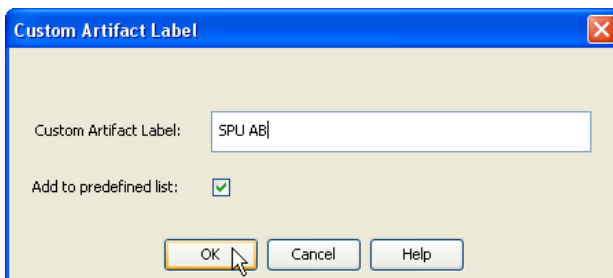 Custom Artifact Label
Custom Artifact Label: SPU AB
Add to predefined list:
OK Cancel Help